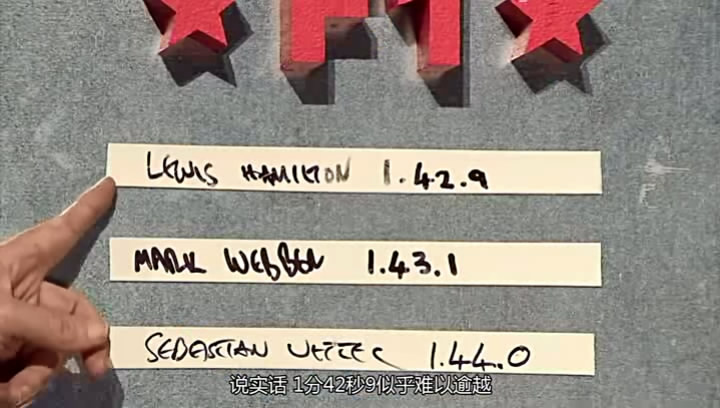 F1
LEWIS HAMILTON 1.42.9
MARK WEBBER 1.43.1
SEBASTIAN VETTEL 1.44.0
说实话 1分42秒9似乎难以逾越